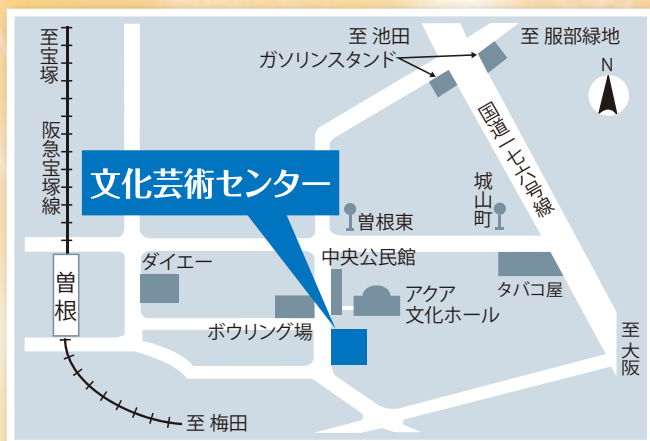 至 池田
至 服部緑地
ガソリンスタンド
N
至宝塚
阪急宝塚線
国道一七六号線
文化芸術センター
城山町
曽根東
中央公民館
ダイエー
曽根
アクア
文化ホール
タバコ屋
ボウリング場
至大阪
至 梅田